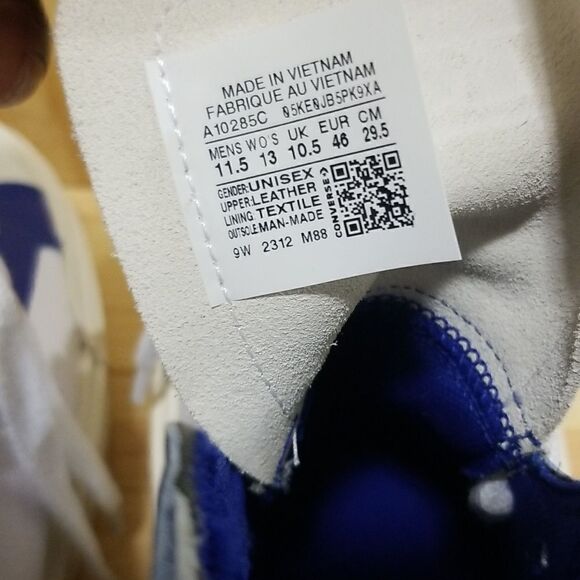 MADE IN VIETNAM
FABRIQUE AU VIETNAM
A10285C 05KE0JB5PK9XA
MENS WO'S UK EUR CM
11.5 13 10.5 46 29.5
GENDER: UNISEX
UPPER: LEATHER
LINING TEXTILE
OUTSOLE MAN-MADE
9W 2312 M88
CONVERSE